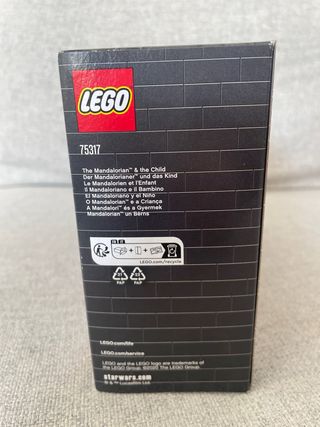 LEGO
75317
The Mandalorian™ & the Child
Der Mandalorianer™ und das Kind
Le Mandalorien et l'Enfant
Il Mandaloriano e il Bambino
El Mandaloriano y el Niño
O Mandalorian™ e a Criança
A Mandalori™ és a Gyermek
Mandalorian™ un Bērns
LEGO.com/recycle
21 PAP
PAP
LEGO.com/life
LEGO.com/service
LEGO and the LEGO logo are trademarks of
the LEGO Group. ©2020 The LEGO Group.
starwars.com
© & ™ Lucasfilm Ltd.